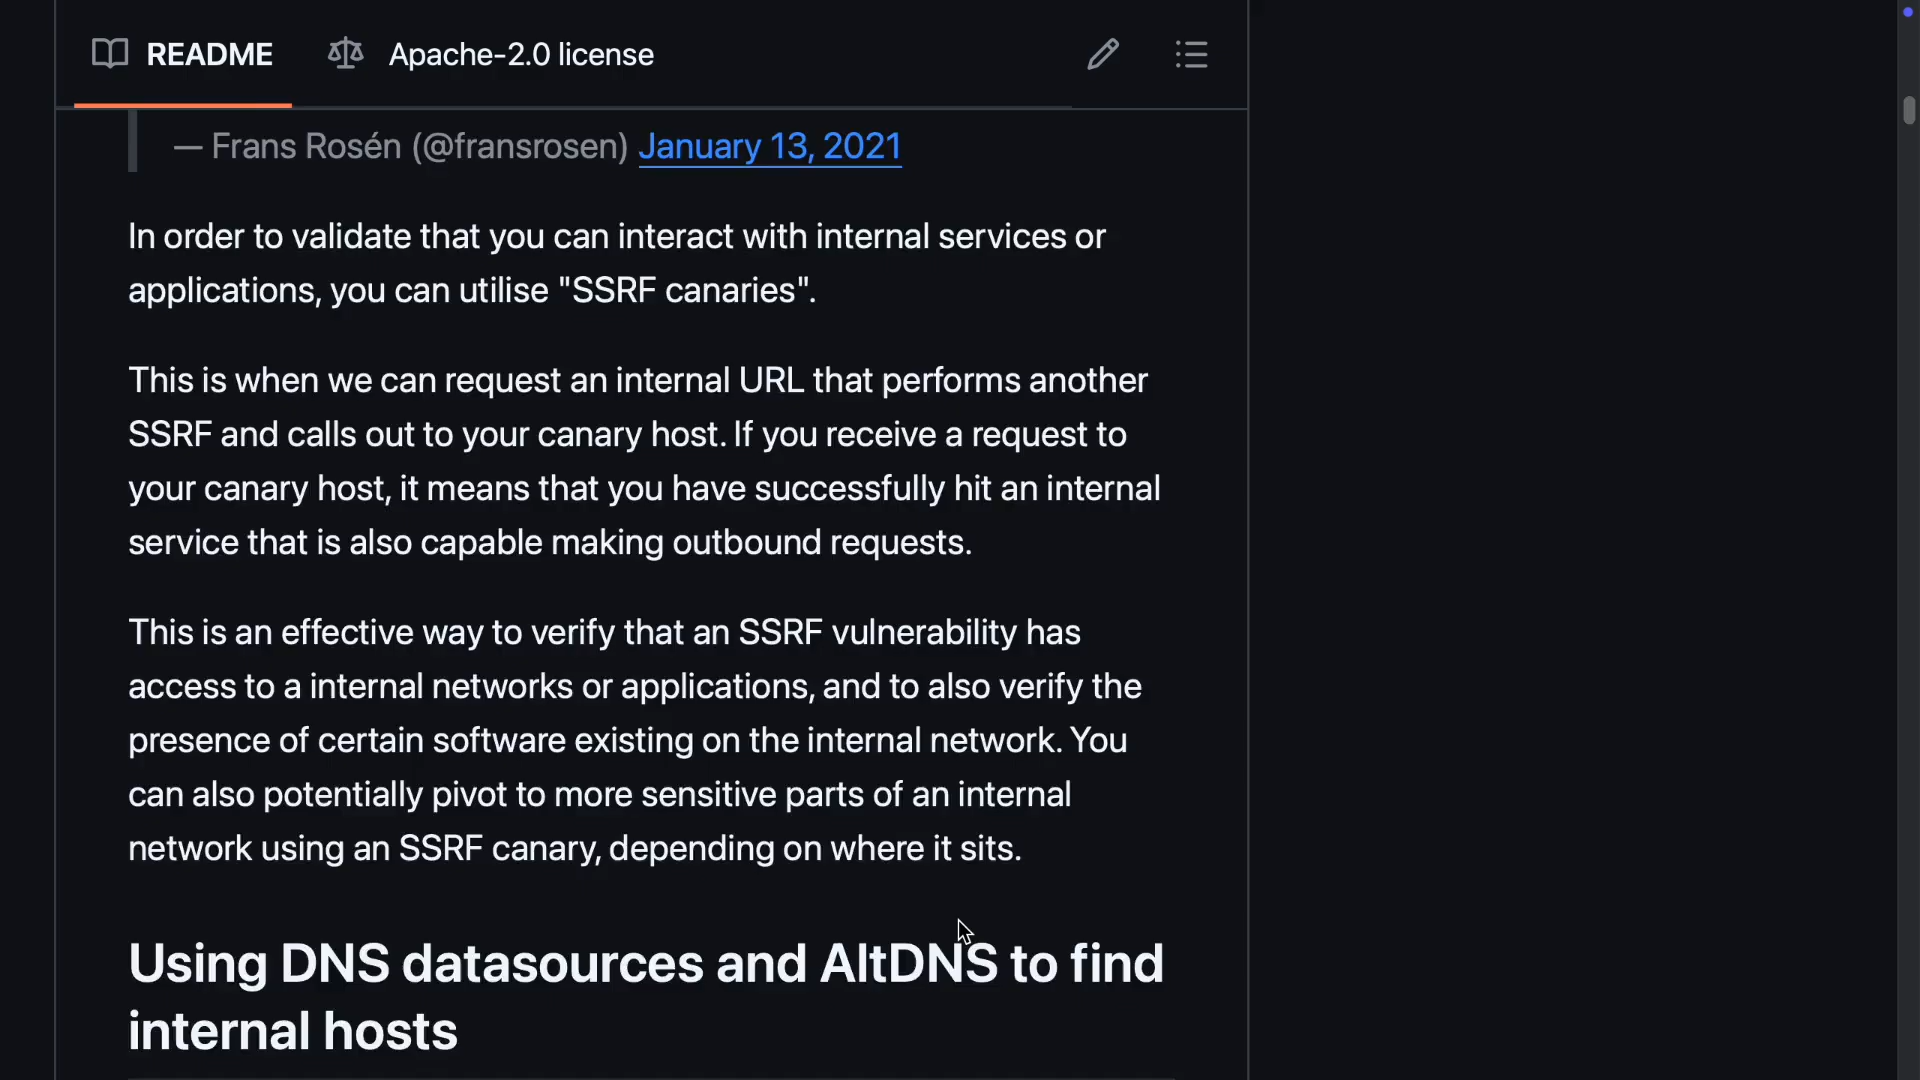 README
Apache-2.0 license
— Frans Rosén (@fransrosen) January 13, 2021
In order to validate that you can interact with internal services or
applications, you can utilise "SSRF canaries".
This is when we can request an internal URL that performs another
SSRF and calls out to your canary host. If you receive a request to
your canary host, it means that you have successfully hit an internal
service that is also capable making outbound requests.
This is an effective way to verify that an SSRF vulnerability has
access to a internal networks or applications, and to also verify the
presence of certain software existing on the internal network. You
can also potentially pivot to more sensitive parts of an internal
network using an SSRF canary, depending on where it sits.
Using DNS datasources and AltDNS to find
internal hosts